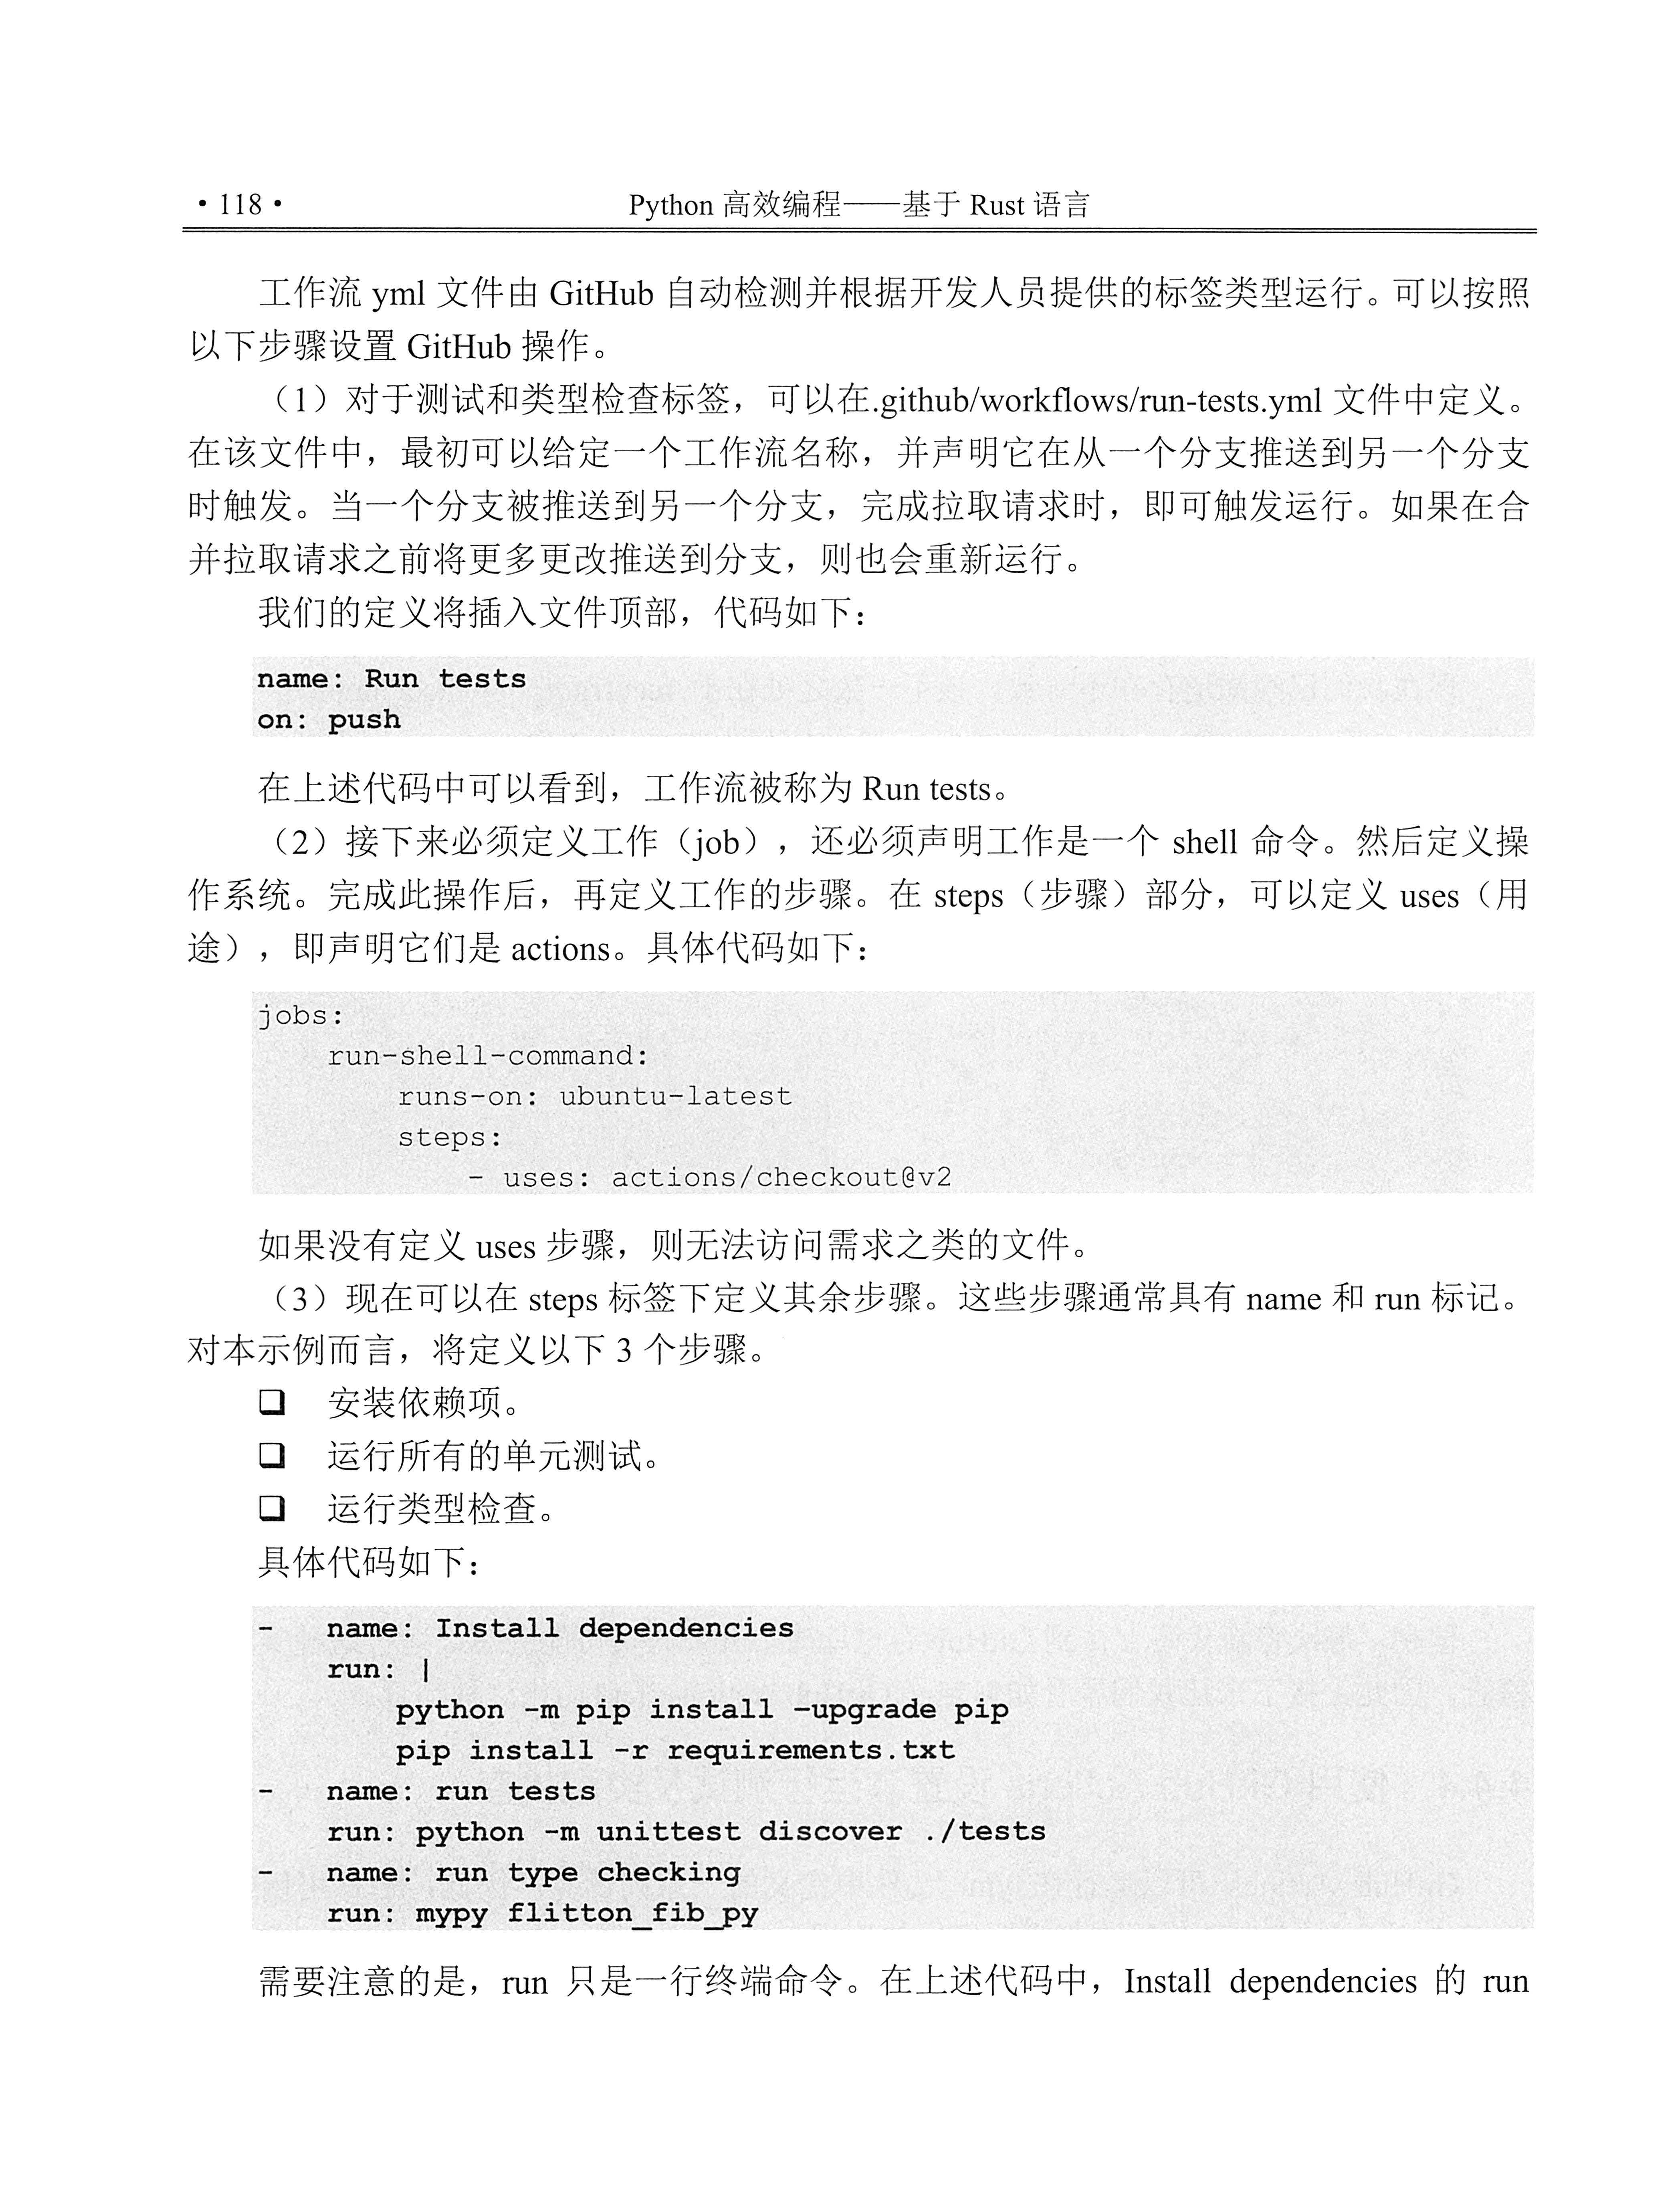 • 118 •
Python 高效编程——基于 Rust 语言
工作流 yml 文件由 GitHub 自动检测并根据开发人员提供的标签类型运行。可以按照
以下步骤设置 GitHub 操作。
（1）对于测试和类型检查标签，可以在.github/workflows/run-tests.yml 文件中定义。
在该文件中，最初可以给定一个工作流名称，并声明它在从一个分支推送到另一个分支
时触发。当一个分支被推送到另一个分支，完成拉取请求时，即可触发运行。如果在合
并拉取请求之前将更多更改推送到分支，则也会重新运行。
我们的定义将插入文件顶部，代码如下：
name: Run tests
on: push
在上述代码中可以看到，工作流被称为 Run tests。
（2）接下来必须定义工作（job），还必须声明工作是一个 shell 命令。然后定义操
作系统。完成此操作后，再定义工作的步骤。在 steps（步骤）部分，可以定义 uses（用
途），即声明它们是 actions。具体代码如下：
jobs:
    run-shell-command:
        runs-on: ubuntu-latest
        steps:
            - uses: actions/checkout@v2
如果没有定义 uses 步骤，则无法访问需求之类的文件。
（3）现在可以在 steps 标签下定义其余步骤。这些步骤通常具有 name 和 run 标记。
对本示例而言，将定义以下 3 个步骤。
❑ 安装依赖项。
❑ 运行所有的单元测试。
❑ 运行类型检查。
具体代码如下：
-   name: Install dependencies
    run: |
        python -m pip install –upgrade pip
        pip install -r requirements.txt
-   name: run tests
    run: python -m unittest discover ./tests
-   name: run type checking
    run: mypy flitton_fib_py
需要注意的是，run 只是一行终端命令。在上述代码中，Install dependencies 的 run